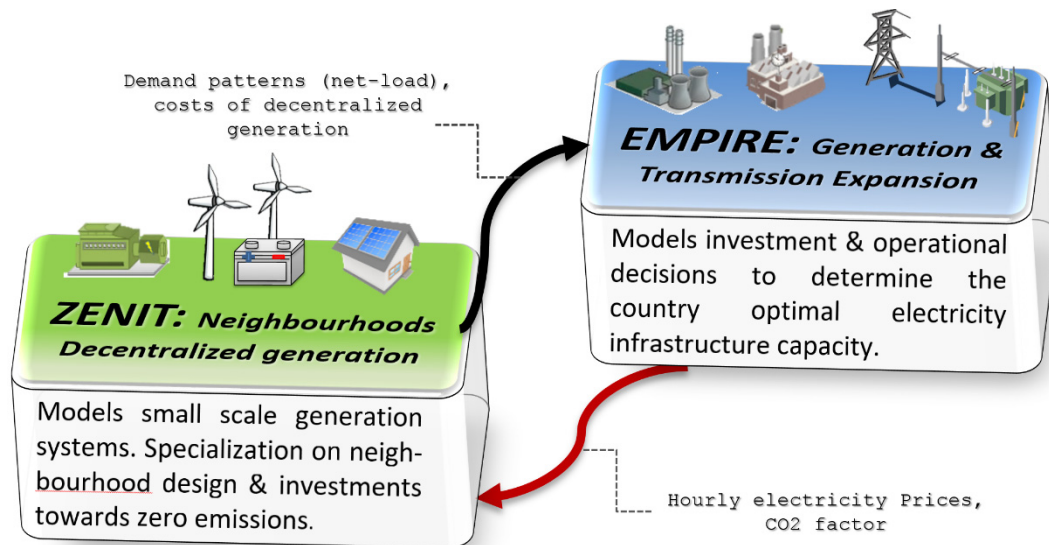 Demand patterns (net-load),
costs of decentralized
generation
EMPIRE: Generation &
Transmission Expansion
Models investment & operational
decisions to determine the
country optimal electricity
infrastructure capacity.
ZENIT: Neighbourhoods
Decentralized generation
Models small scale generation
systems. Specialization on neigh-
bourhood design & investments
towards zero emissions.
Hourly electricity Prices,
CO2 factor